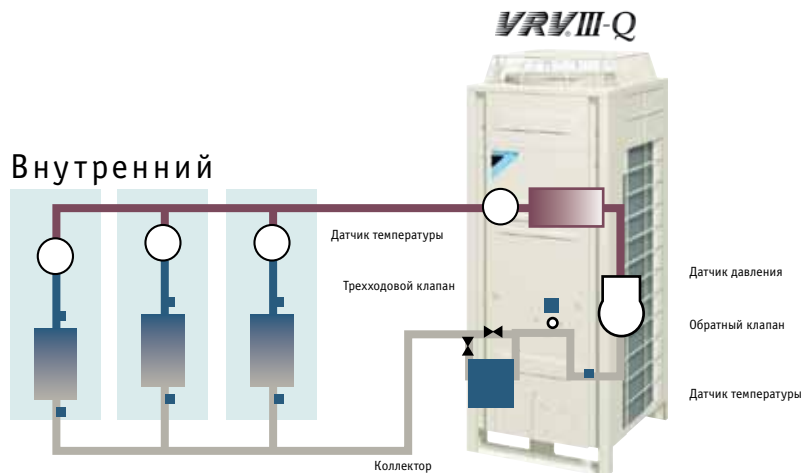 VRV III-Q
Внутренний
Датчик температуры
Трехходовой клапан
Датчик давления
Обратный клапан
Датчик температуры
Коллектор